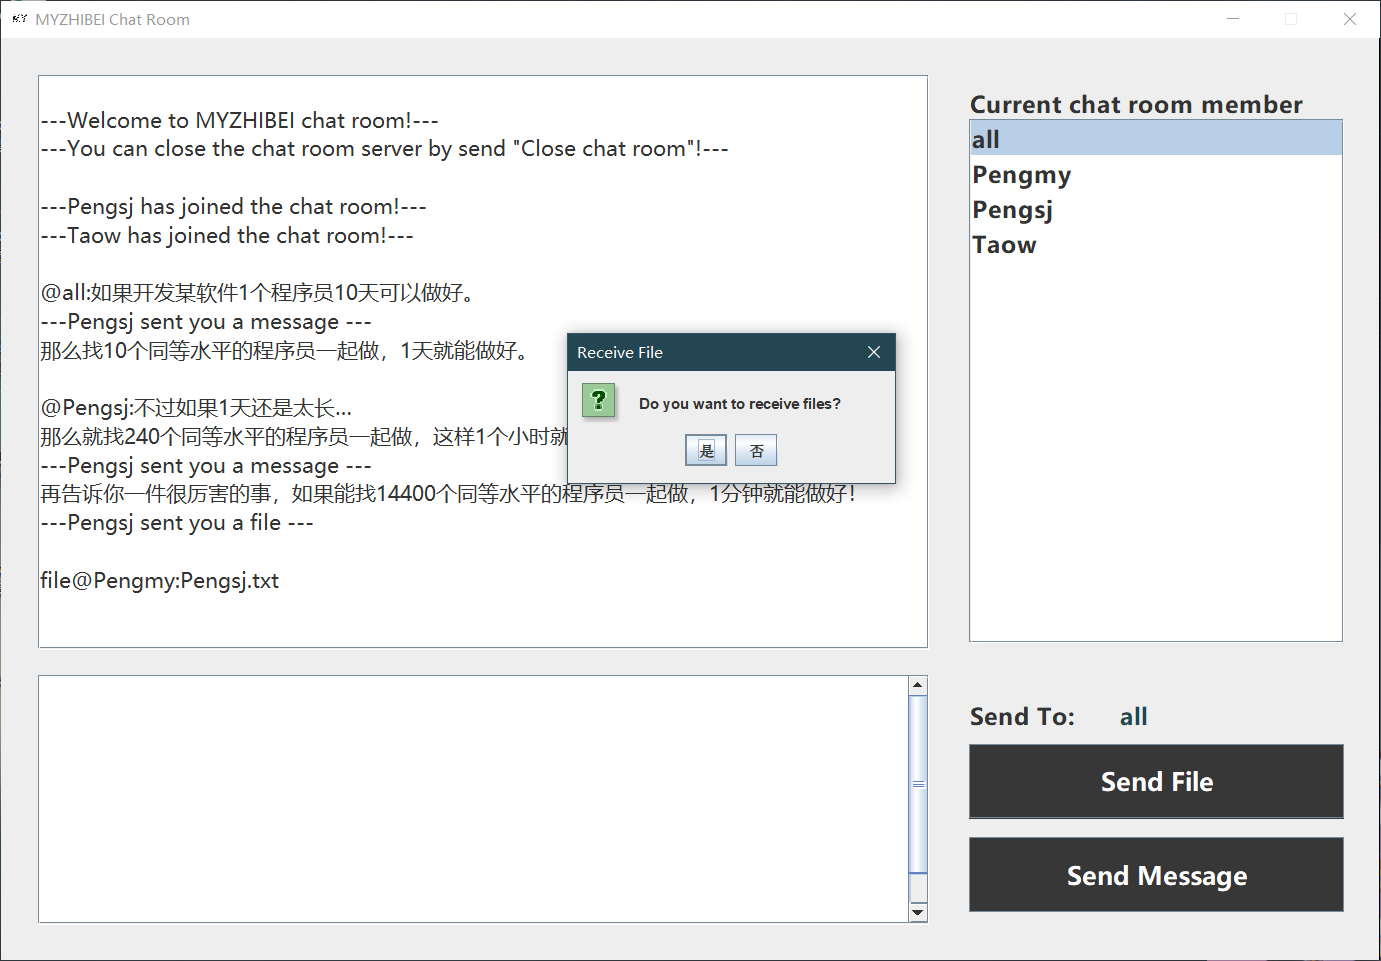 MYZHIBEI Chat Room
---Welcome to MYZHIBEI chat room!---
---You can close the chat room server by send "Close chat room"!---
---Pengsj has joined the chat room!---
---Taow has joined the chat room!---
@all:如果开发某软件1个程序员10天可以做好。
---Pengsj sent you a message ---
那么找10个同等水平的程序员一起做，1天就能做好。
@Pengsj:不过如果1天还是太长...
那么就找240个同等水平的程序员一起做，这样1个小时就
---Pengsj sent you a message ---
再告诉你一件很厉害的事，如果能找14400个同等水平的程序员一起做，1分钟就能做好!
---Pengsj sent you a file ---
file@Pengmy:Pengsj.txt
Receive File
Do you want to receive files?
是
否
Current chat room member
all
Pengmy
Pengsj
Taow
Send To: all
Send File
Send Message